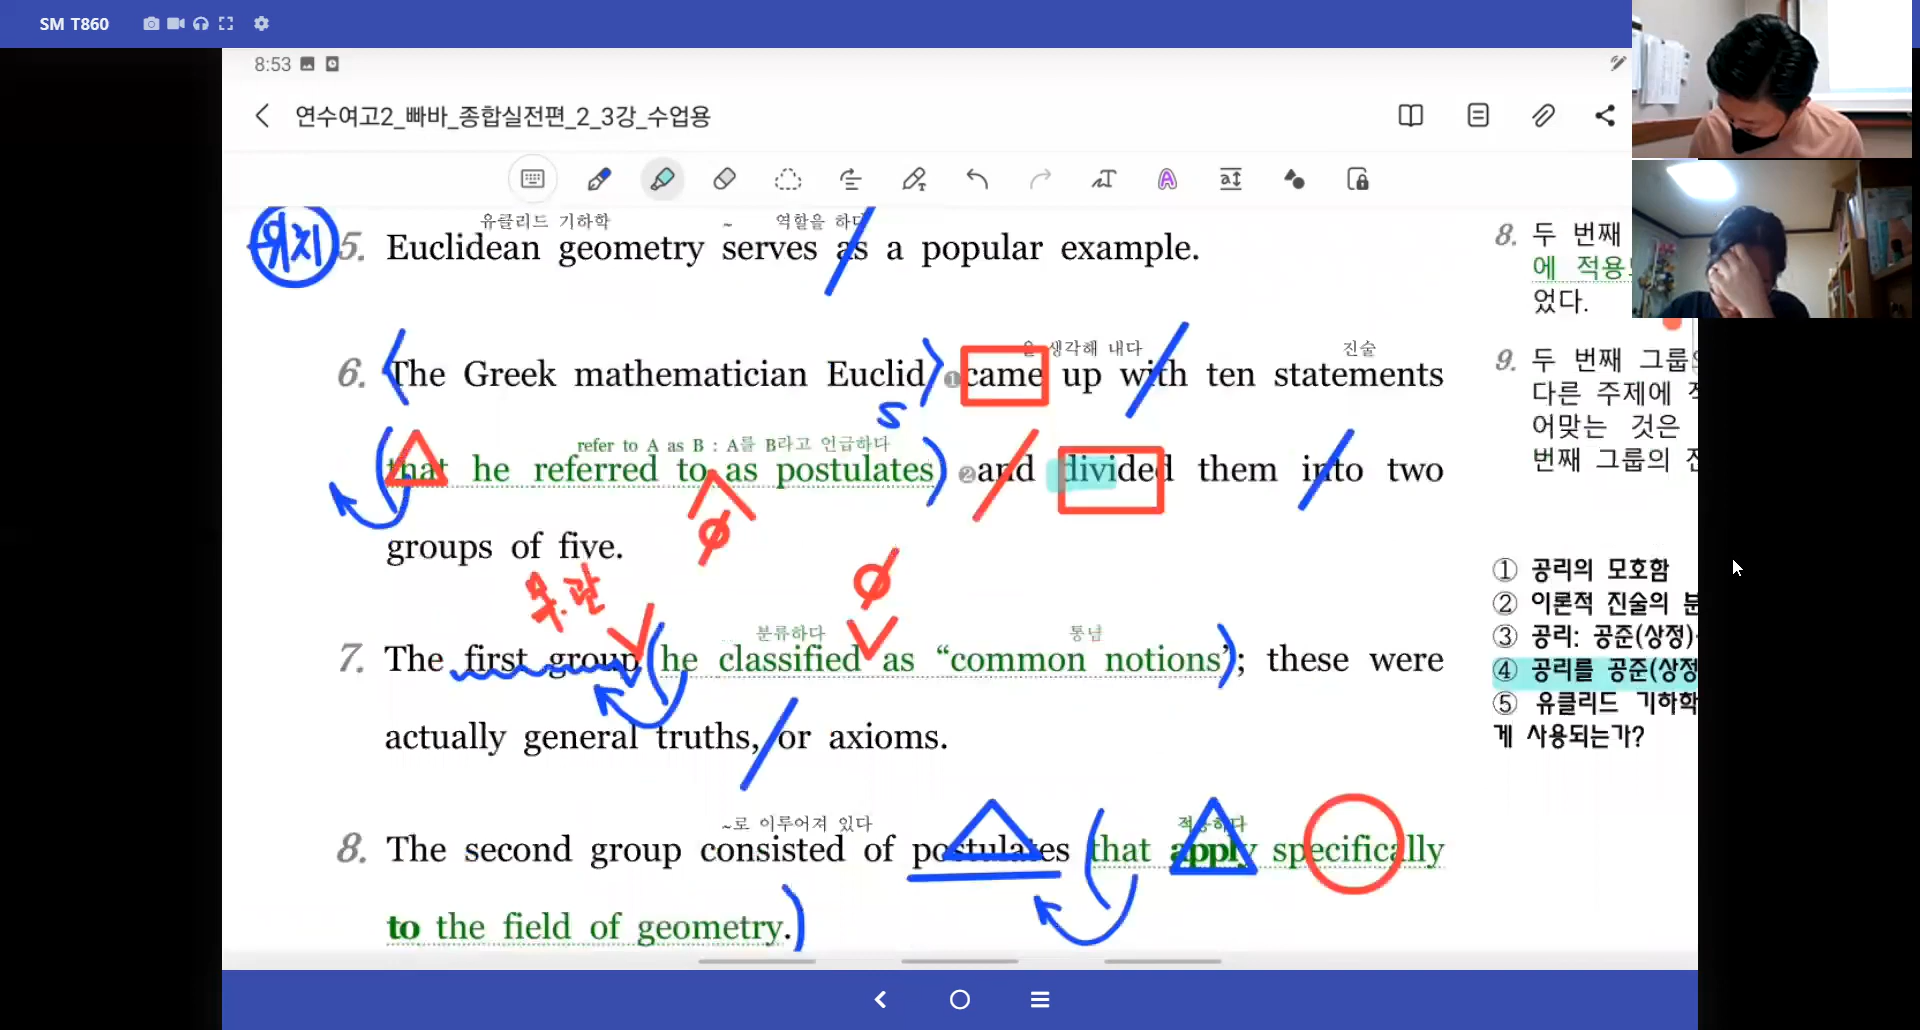 SM T860
8:53
연수여고2_빠바_종합실전편_2_3강_수업용
유클리드 기하학 ~ 역할을 하다
위치 5. Euclidean geometry serves as a popular example.
을 생각해 내다 진술
6. The Greek mathematician Euclid ①came up with ten statements
S
refer to A as B : A를 B라고 언급하다
that he referred to as postulates ②and divided them into two
groups of five.
무.관
분류하다 통념
7. The first group he classified as “common notions”; these were
actually general truths, or axioms.
~로 이루어져 있다 적용하다
8. The second group consisted of postulates that apply specifically
to the field of geometry.
8. 두 번째
에 적용
었다.
9. 두 번째 그룹
다른 주제에
어맞는 것은
번째 그룹의
① 공리의 모호함
② 이론적 진술의
③ 공리: 공준(상정)
④ 공리를 공준(상정
⑤ 유클리드 기하학
게 사용되는가?